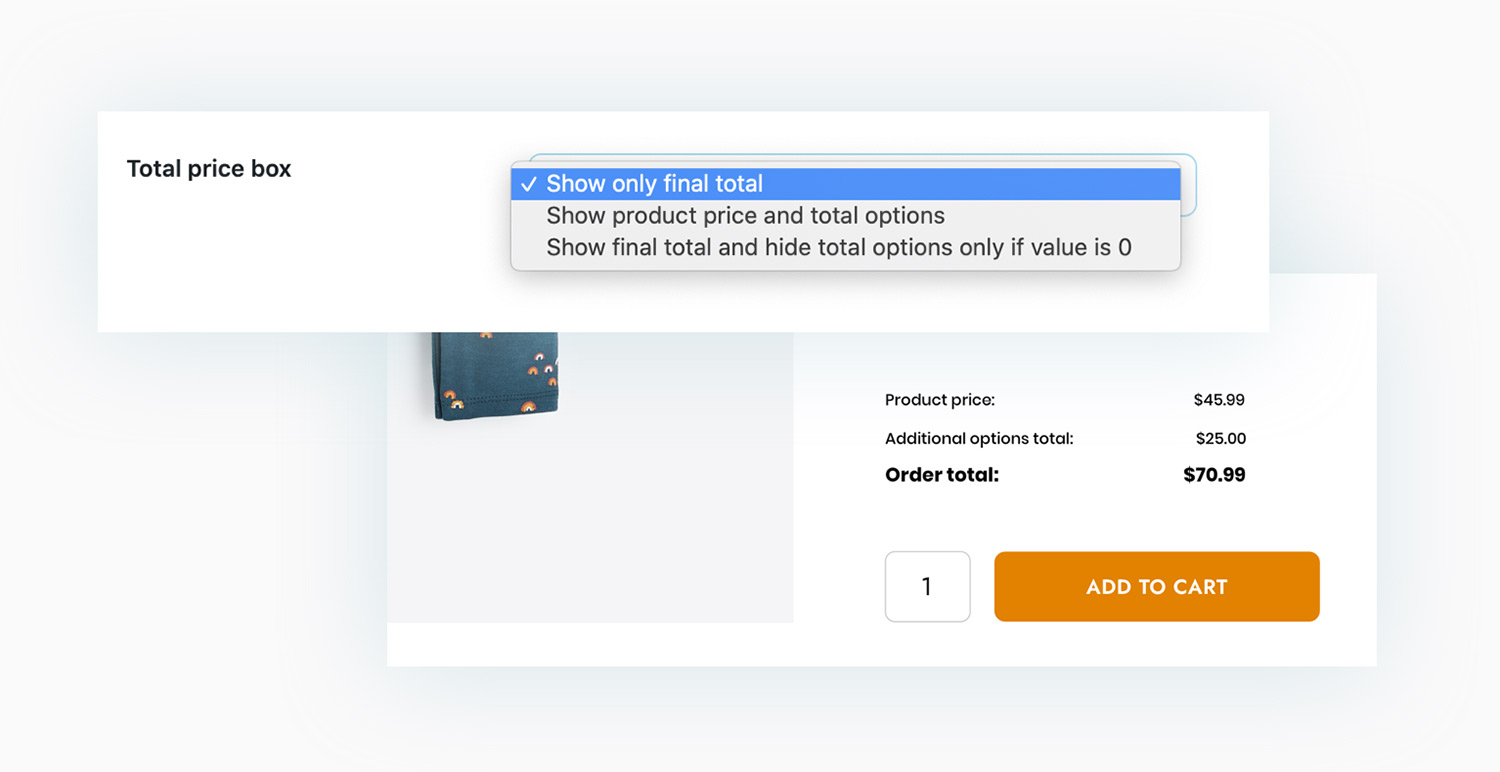 Total price box
✓ Show only final total
Show product price and total options
Show final total and hide total options only if value is 0
Product price: $45.99
Additional options total: $25.00
Order total: $70.99
1 ADD TO CART